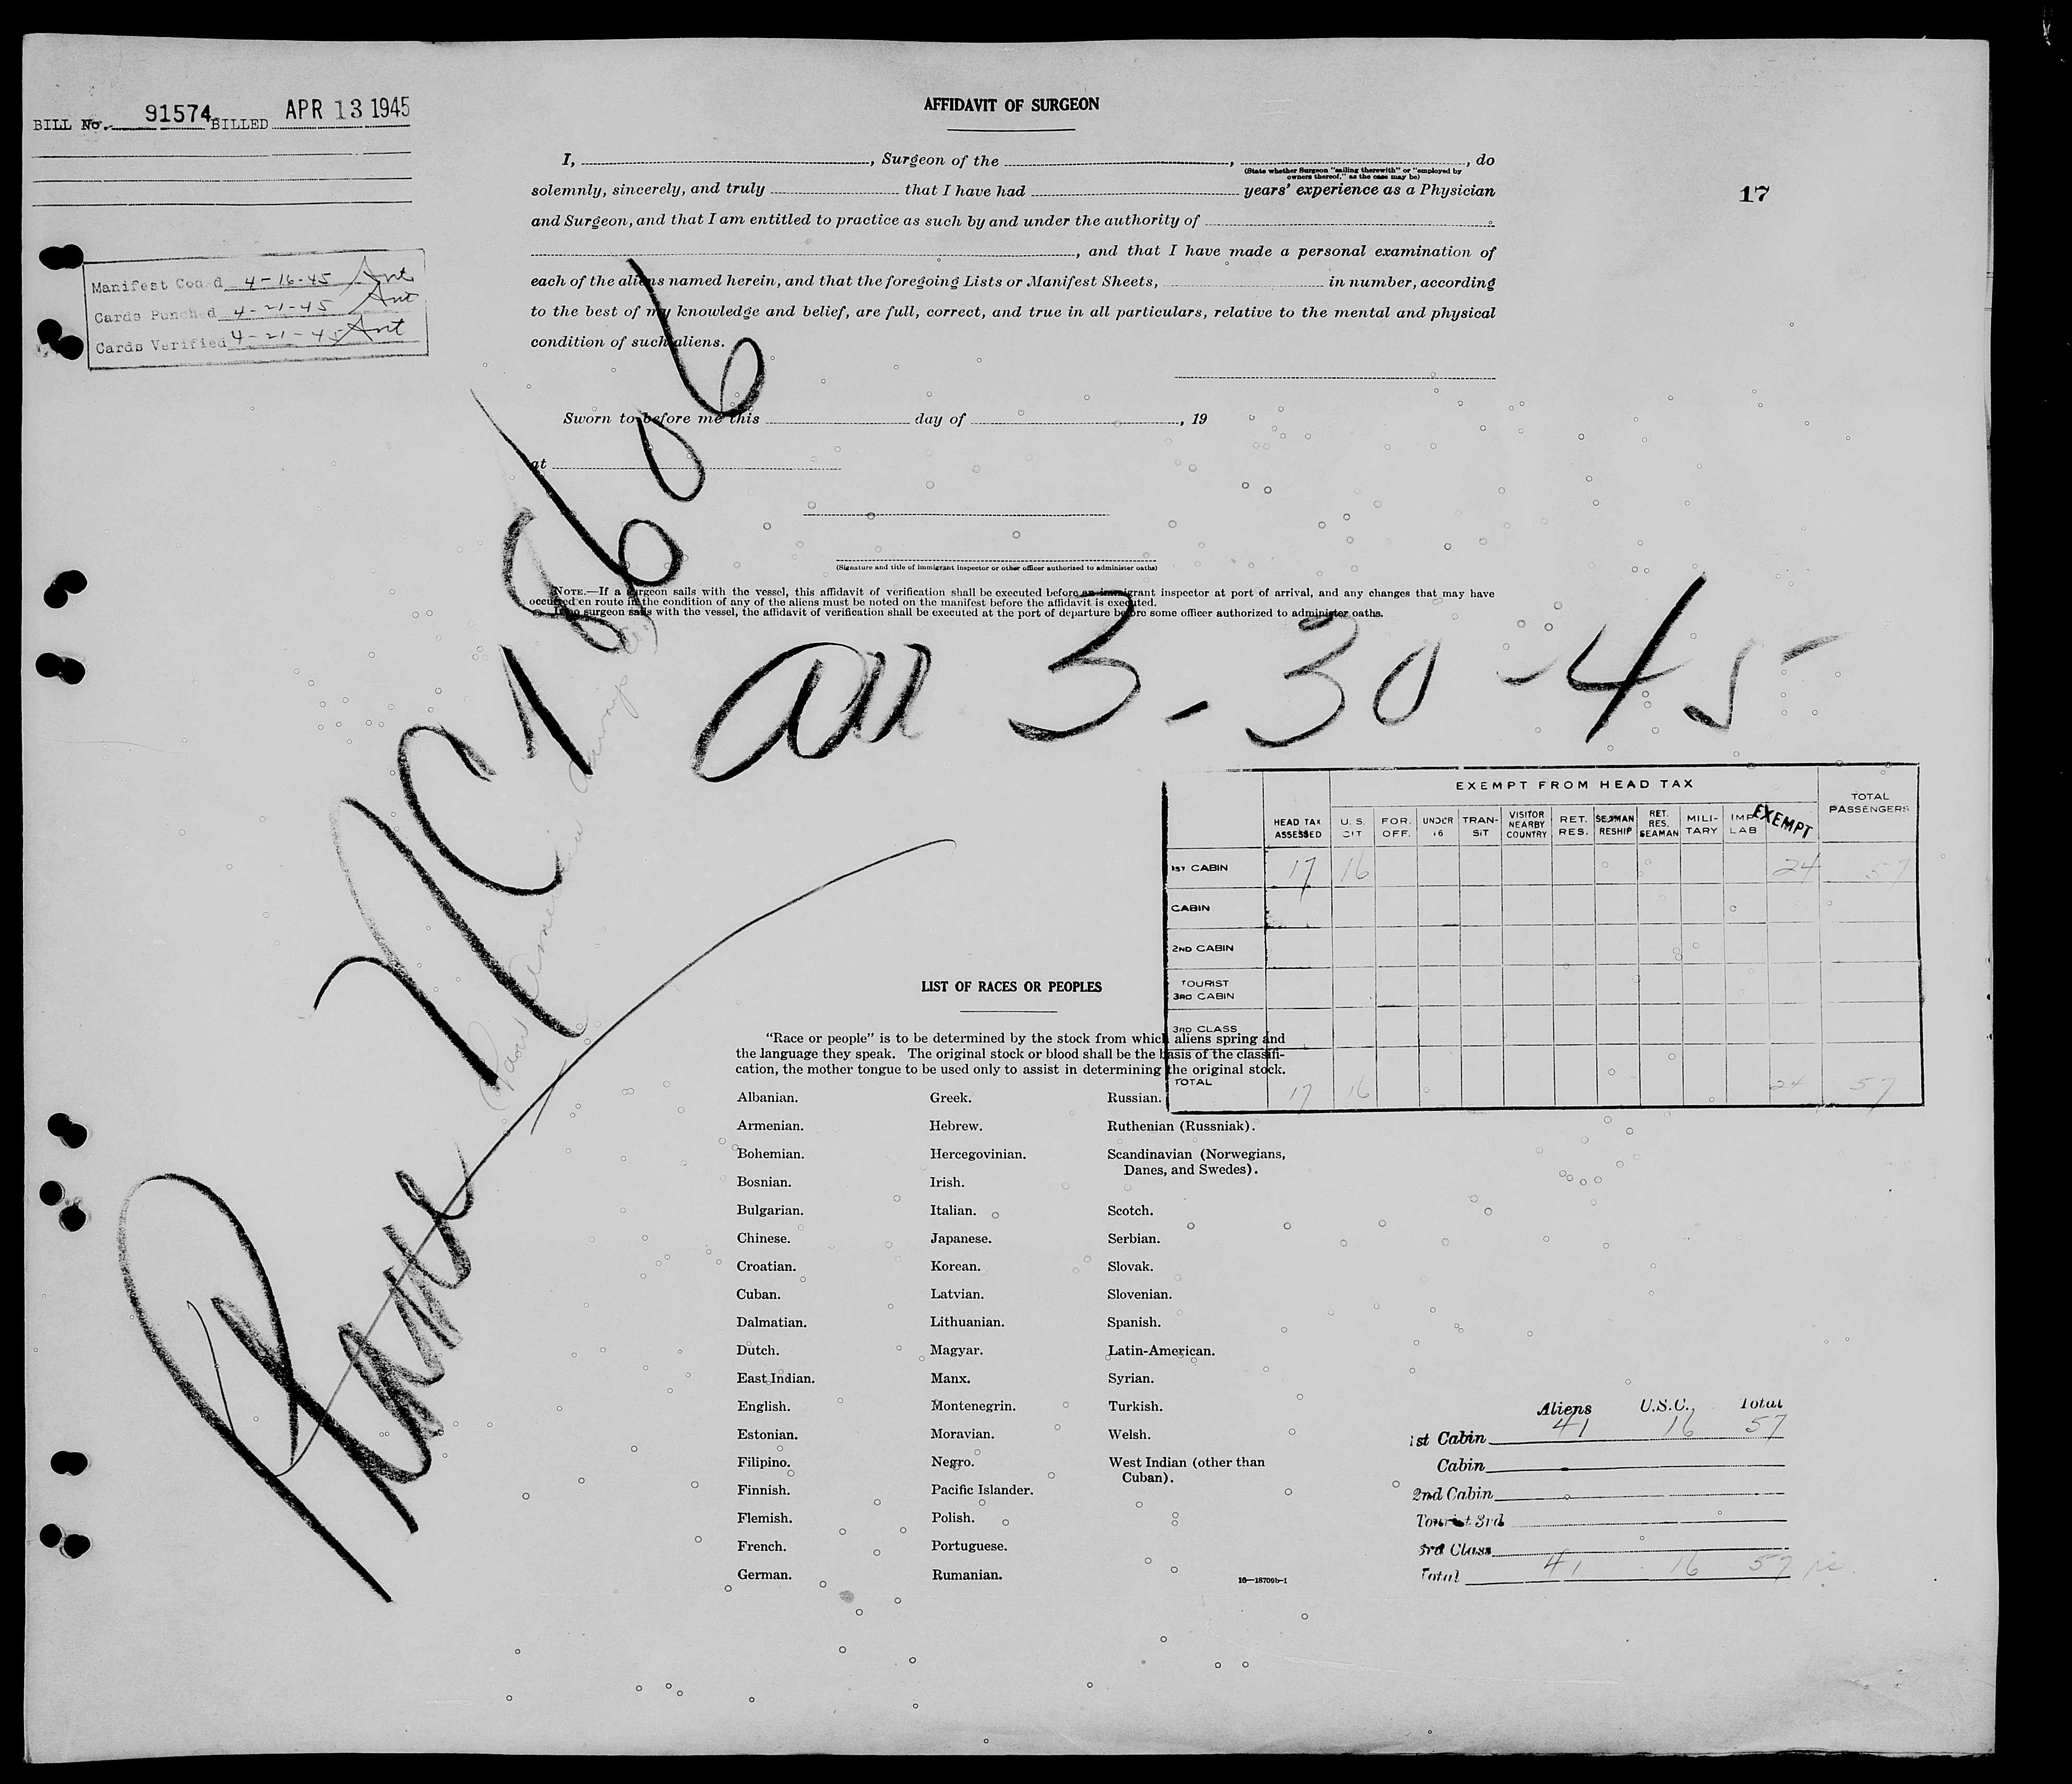 BILL No. 91574 BILLED APR 13 1945
Manifest Coded 4-16-45 Ant
Cards Punched 4-21-45 Ant
Cards Verified 4-21-45 Ant
17
AFFIDAVIT OF SURGEON
I, , Surgeon of the , , do
(State whether Surgeon "sailing therewith" or "employed by
owners thereof," as the case may be)
solemnly, sincerely, and truly that I have had years' experience as a Physician
and Surgeon, and that I am entitled to practice as such by and under the authority of
, and that I have made a personal examination of
each of the aliens named herein, and that the foregoing Lists or Manifest Sheets, in number, according
to the best of my knowledge and belief, are full, correct, and true in all particulars, relative to the mental and physical
condition of such aliens.
Sworn to before me this day of , 19
at
(Signature and title of immigrant inspector or other officer authorized to administer oaths)
NOTE.—If a surgeon sails with the vessel, this affidavit of verification shall be executed before an immigrant inspector at port of arrival, and any changes that may have
occurred en route in the condition of any of the aliens must be noted on the manifest before the affidavit is executed.
If no surgeon sails with the vessel, the affidavit of verification shall be executed at the port of departure before some officer authorized to administer oaths.
Plane NC18606
Pan American Airways
arr 3-30-45
EXEMPT FROM HEAD TAX
HEAD TAX ASSESSED U.S. CIT FOR. OFF. UNDER 16 TRANSIT VISITOR NEARBY COUNTRY RET. RES. SEAMAN RESHIP RET. RES. SEAMAN MILITARY IMP LAB EXEMPT TOTAL PASSENGERS
1ST CABIN 17 16 24 57
CABIN
2ND CABIN
TOURIST
3RD CABIN
3RD CLASS
TOTAL 17 16 24 57
LIST OF RACES OR PEOPLES
"Race or people" is to be determined by the stock from which aliens spring and
the language they speak. The original stock or blood shall be the basis of the classifi-
cation, the mother tongue to be used only to assist in determining the original stock.
Albanian. Greek. Russian.
Armenian. Hebrew. Ruthenian (Russniak).
Bohemian. Hercegovinian. Scandinavian (Norwegians,
Danes, and Swedes).
Bosnian. Irish.
Bulgarian. Italian. Scotch.
Chinese. Japanese. Serbian.
Croatian. Korean. Slovak.
Cuban. Latvian. Slovenian.
Dalmatian. Lithuanian. Spanish.
Dutch. Magyar. Latin-American.
East Indian. Manx. Syrian.
English. Montenegrin. Turkish.
Estonian. Moravian. Welsh.
Filipino. Negro. West Indian (other than
Cuban).
Finnish. Pacific Islander.
Flemish. Polish.
French. Portuguese.
German. Rumanian.
16—18709b-1
Aliens U.S.C. Total
1st Cabin 41 16 57
Cabin
2nd Cabin
Tourist 3rd
3rd Class
Total 41 16 57